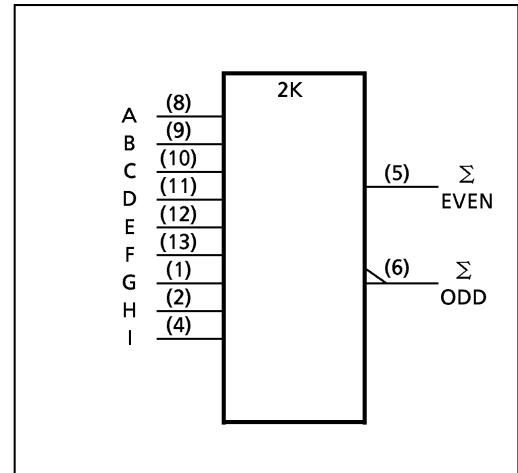 2K
A (8)
B (9)
C (10)
D (11)
E (12)
F (13)
G (1)
H (2)
I (4)
(5) Σ
EVEN
(6) Σ
ODD